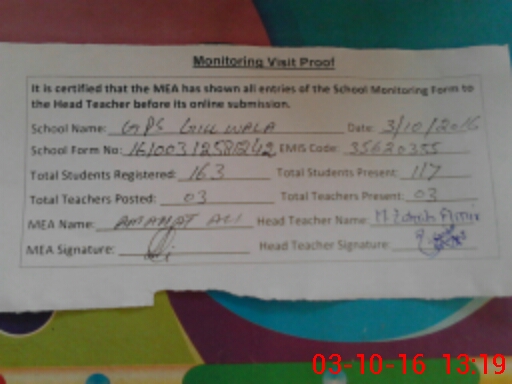 Monitoring Visit Proof
It is certified that the MEA has shown all entries of the School Monitoring Form to
the Head Teacher before its online submission.
School Name: GPS GILL WALA Date: 3/10/2016
School Form No: EMIS Code: 35620355
Total Students Registered: 163 Total Students Present: 117
Total Teachers Posted: 03 Total Teachers Present: 03
MEA Name: AMANAT ALI Head Teacher Name: M.
MEA Signature: Head Teacher Signature:
03-10-16 13:19